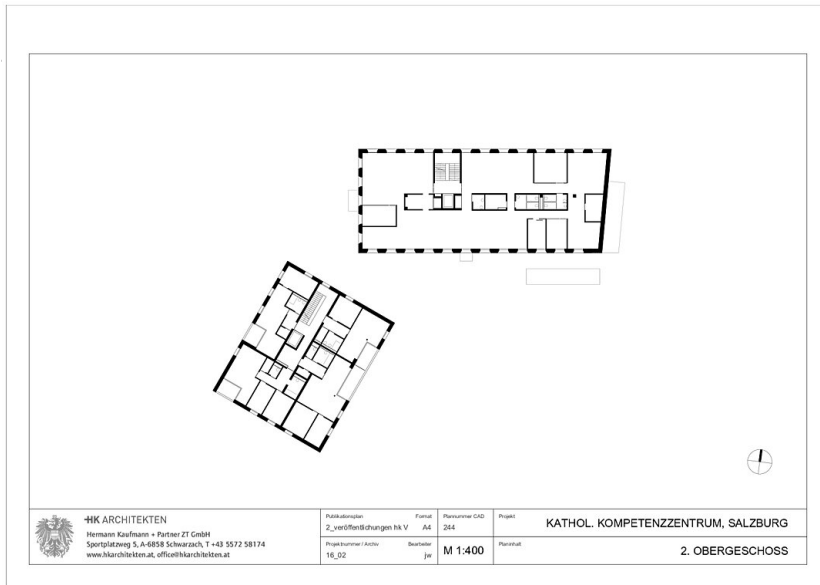 HK ARCHITEKTEN
Hermann Kaufmann + Partner ZT GmbH
Sportplatzweg 5, A-6858 Schwarzach, T +43 5572 58174
www.hkarchitekten.at, office@hkarchitekten.at
Publikationsplan Format
2_veröffentlichungen hk V A4
Projektnummer / Archiv Bearbeiter
16_02 jw
Plannummer CAD
244
M 1:400
Projekt
KATHOL. KOMPETENZZENTRUM, SALZBURG
Planinhalt
2. OBERGESCHOSS